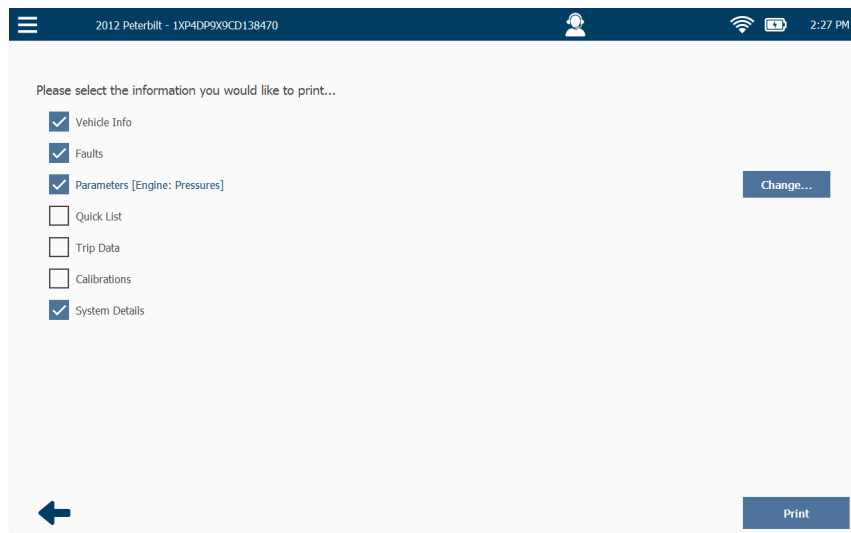 2012 Peterbilt - 1XP4DP9X9CD138470
2:27 PM
Please select the information you would like to print...
Vehicle Info
Faults
Parameters [Engine: Pressures]
Change...
Quick List
Trip Data
Calibrations
System Details
Print